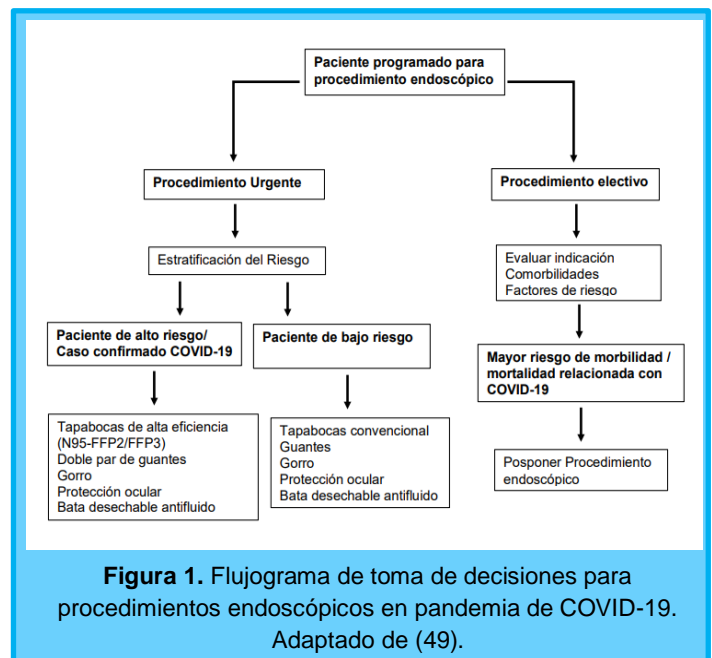 Paciente programado para
procedimiento endoscópico
Procedimiento Urgente
Procedimiento electivo
Estratificación del Riesgo
Evaluar indicación
Comorbilidades
Factores de riesgo
Paciente de alto riesgo/
Caso confirmado COVID-19
Paciente de bajo riesgo
Mayor riesgo de morbilidad /
mortalidad relacionada con
COVID-19
Tapabocas de alta eficiencia
(N95-FFP2/FFP3)
Doble par de guantes
Gorro
Protección ocular
Bata desechable antifluido
Tapabocas convencional
Guantes
Gorro
Protección ocular
Bata desechable antifluido
Posponer Procedimiento
endoscópico
Figura 1. Flujograma de toma de decisiones para
procedimientos endoscópicos en pandemia de COVID-19.
Adaptado de (49).